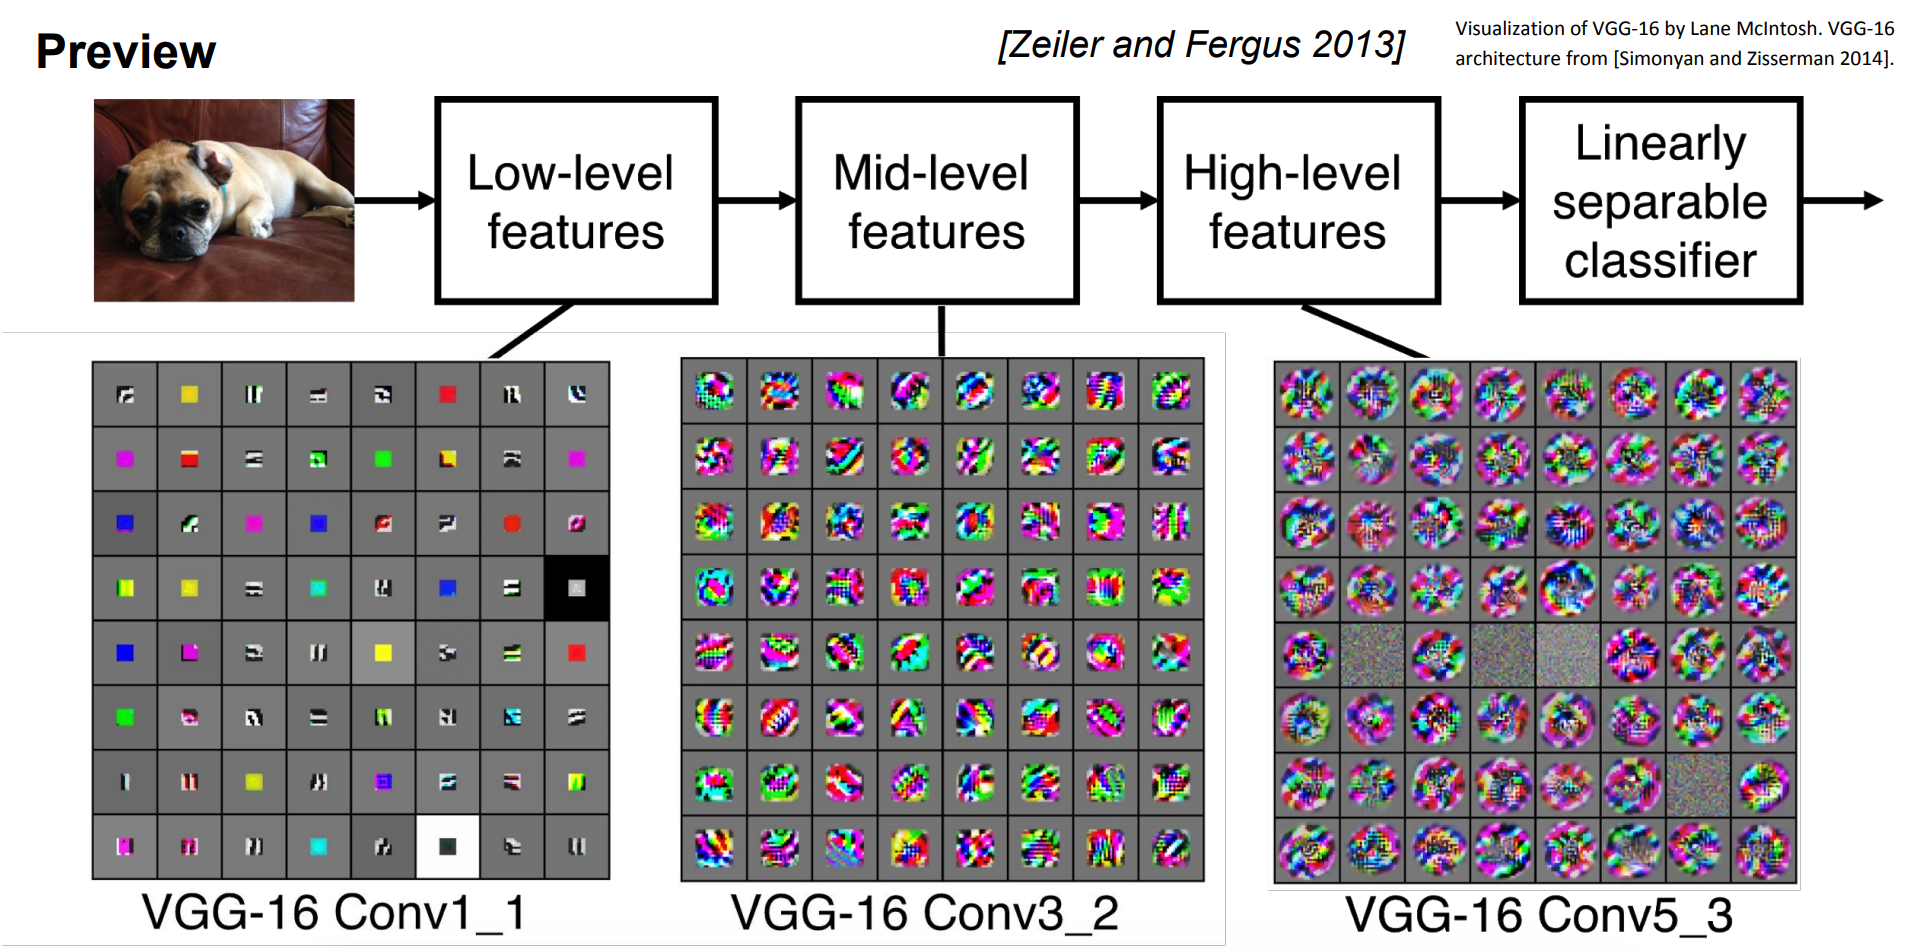 Preview
[Zeiler and Fergus 2013]
Visualization of VGG-16 by Lane McIntosh. VGG-16
architecture from [Simonyan and Zisserman 2014].
Low-level
features
Mid-level
features
High-level
features
Linearly
separable
classifier
VGG-16 Conv1_1
VGG-16 Conv3_2
VGG-16 Conv5_3